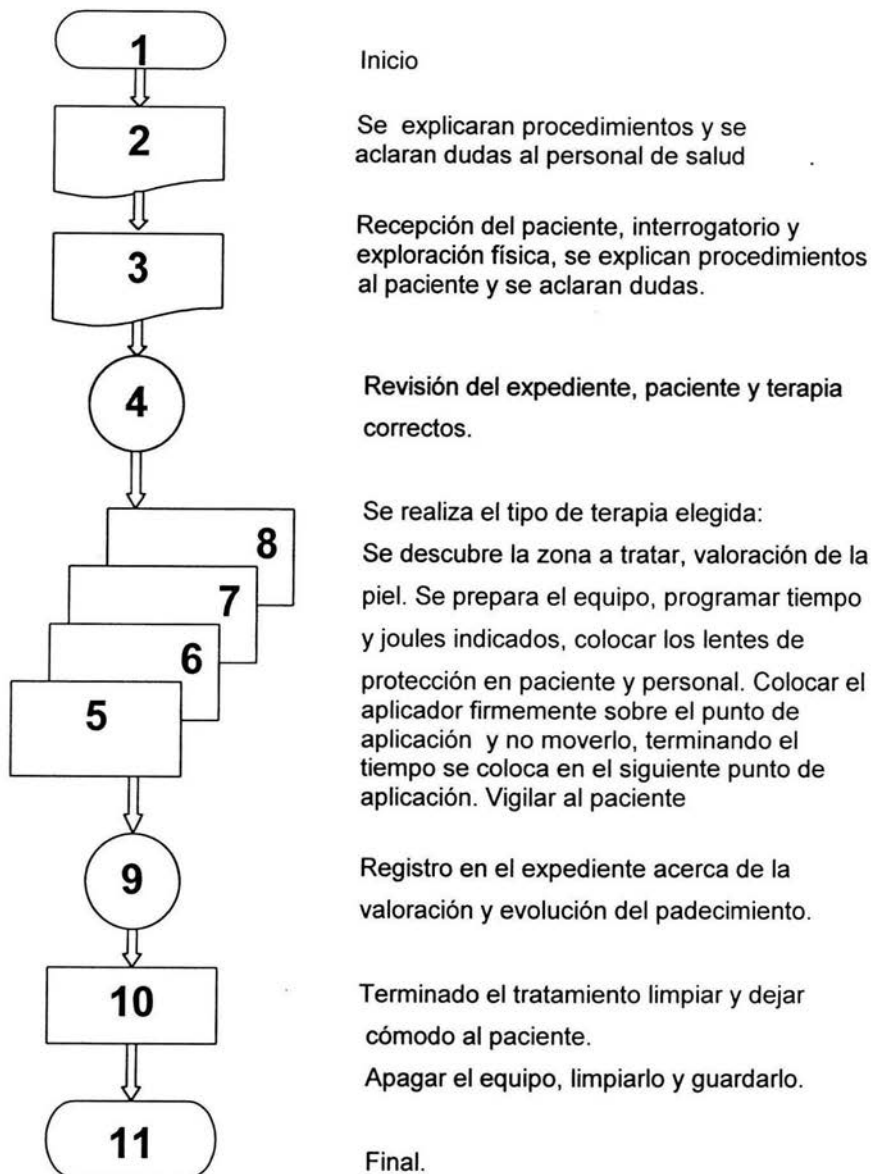 1
Inicio
2
Se explicaran procedimientos y se
aclaran dudas al personal de salud .
3
Recepción del paciente, interrogatorio y
exploración física, se explican procedimientos
al paciente y se aclaran dudas.
4
Revisión del expediente, paciente y terapia
correctos.
8
7
6
5
Se realiza el tipo de terapia elegida:
Se descubre la zona a tratar, valoración de la
piel. Se prepara el equipo, programar tiempo
y joules indicados, colocar los lentes de
protección en paciente y personal. Colocar el
aplicador firmemente sobre el punto de
aplicación y no moverlo, terminando el
tiempo se coloca en el siguiente punto de
aplicación. Vigilar al paciente
9
Registro en el expediente acerca de la
valoración y evolución del padecimiento.
10
Terminado el tratamiento limpiar y dejar
cómodo al paciente.
Apagar el equipo, limpiarlo y guardarlo.
11
Final.